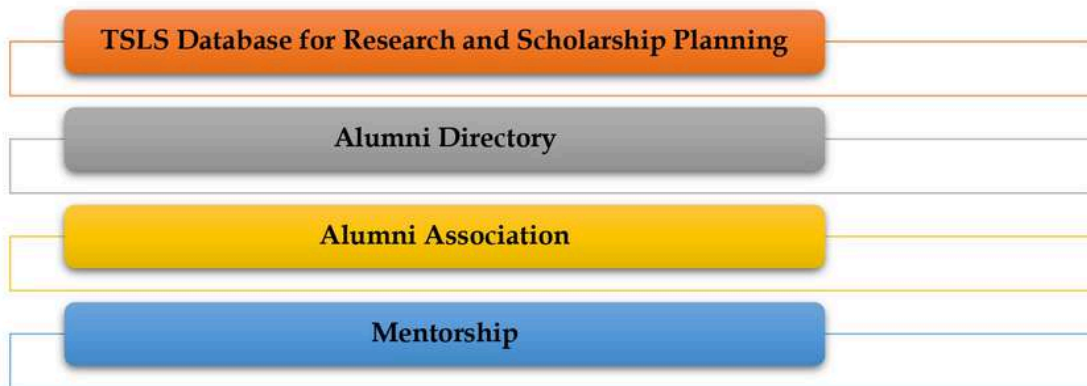 TSLS Database for Research and Scholarship Planning
Alumni Directory
Alumni Association
Mentorship